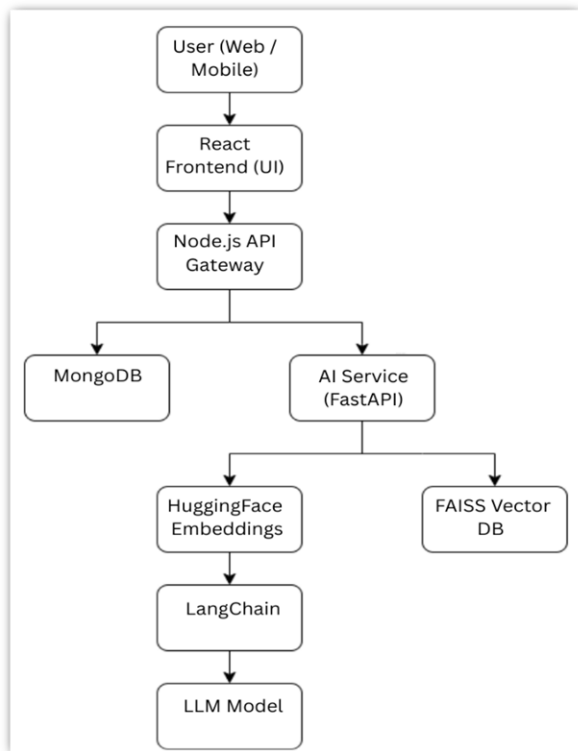 User (Web /
Mobile)
React
Frontend (UI)
Node.js API
Gateway
MongoDB
AI Service
(FastAPI)
HuggingFace
Embeddings
FAISS Vector
DB
LangChain
LLM Model